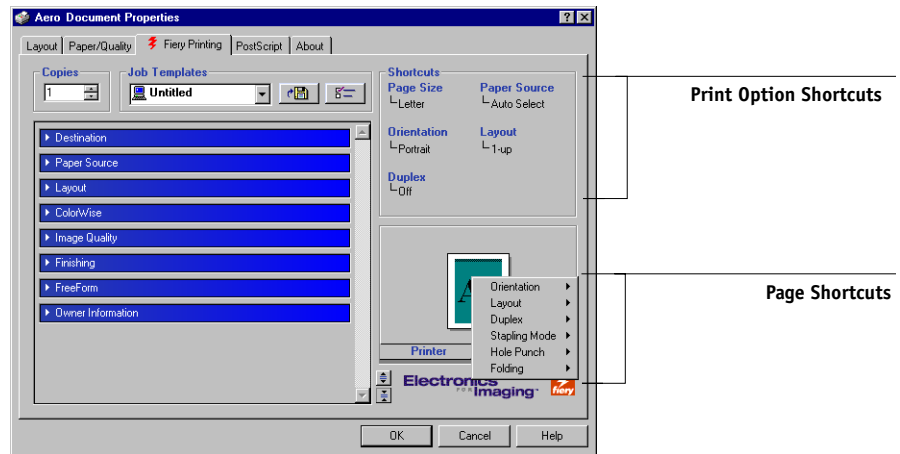 Aero Document Properties
Layout Paper/Quality Fiery Printing PostScript About
Copies
1
Job Templates
Untitled
Destination
Paper Source
Layout
ColorWise
Image Quality
Finishing
FreeForm
Owner Information
Shortcuts
Page Size
Letter
Paper Source
Auto Select
Orientation
Portrait
Layout
1-up
Duplex
Off
Print Option Shortcuts
Orientation
Layout
Duplex
Stapling Mode
Hole Punch
Folding
Page Shortcuts
Printer
Electronics
FOR Imaging
fiery
OK Cancel Help